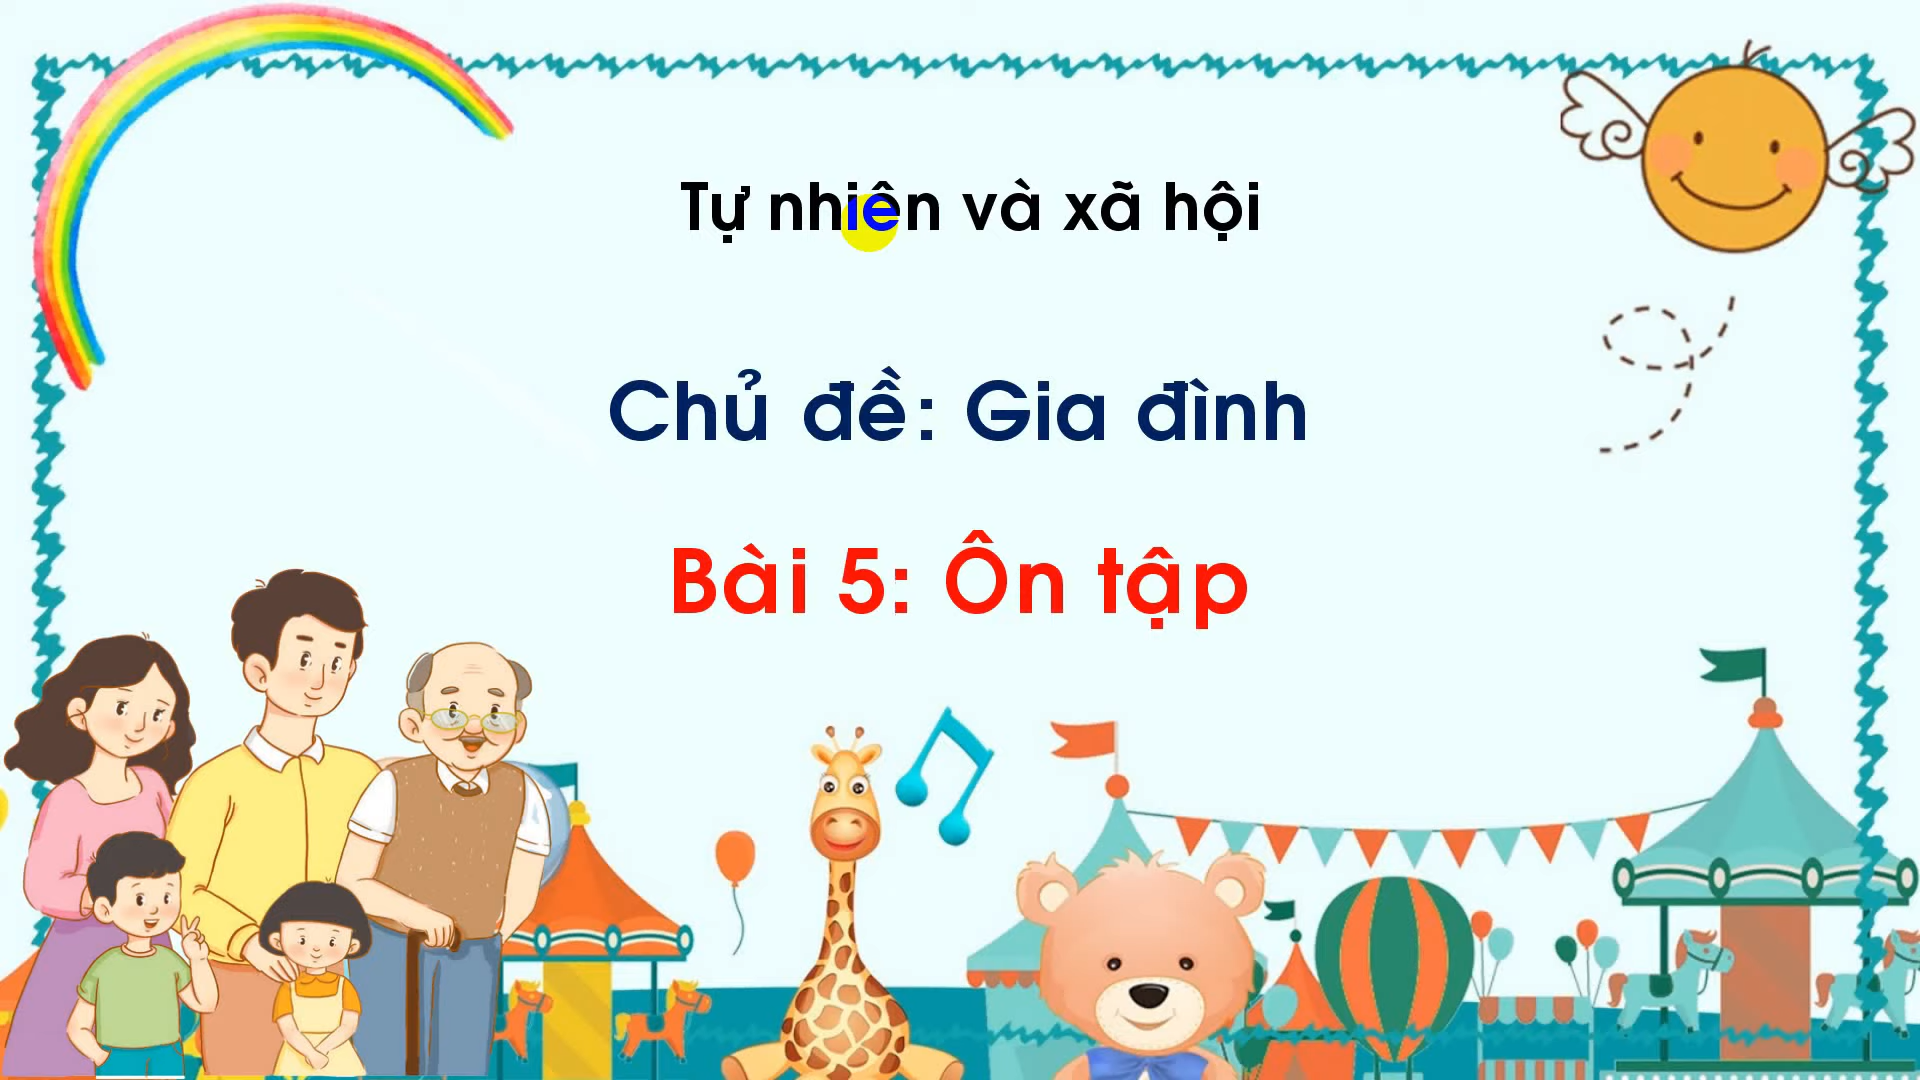 Tự nhiên và xã hội
Chủ đề: Gia đình
Bài 5: Ôn tập